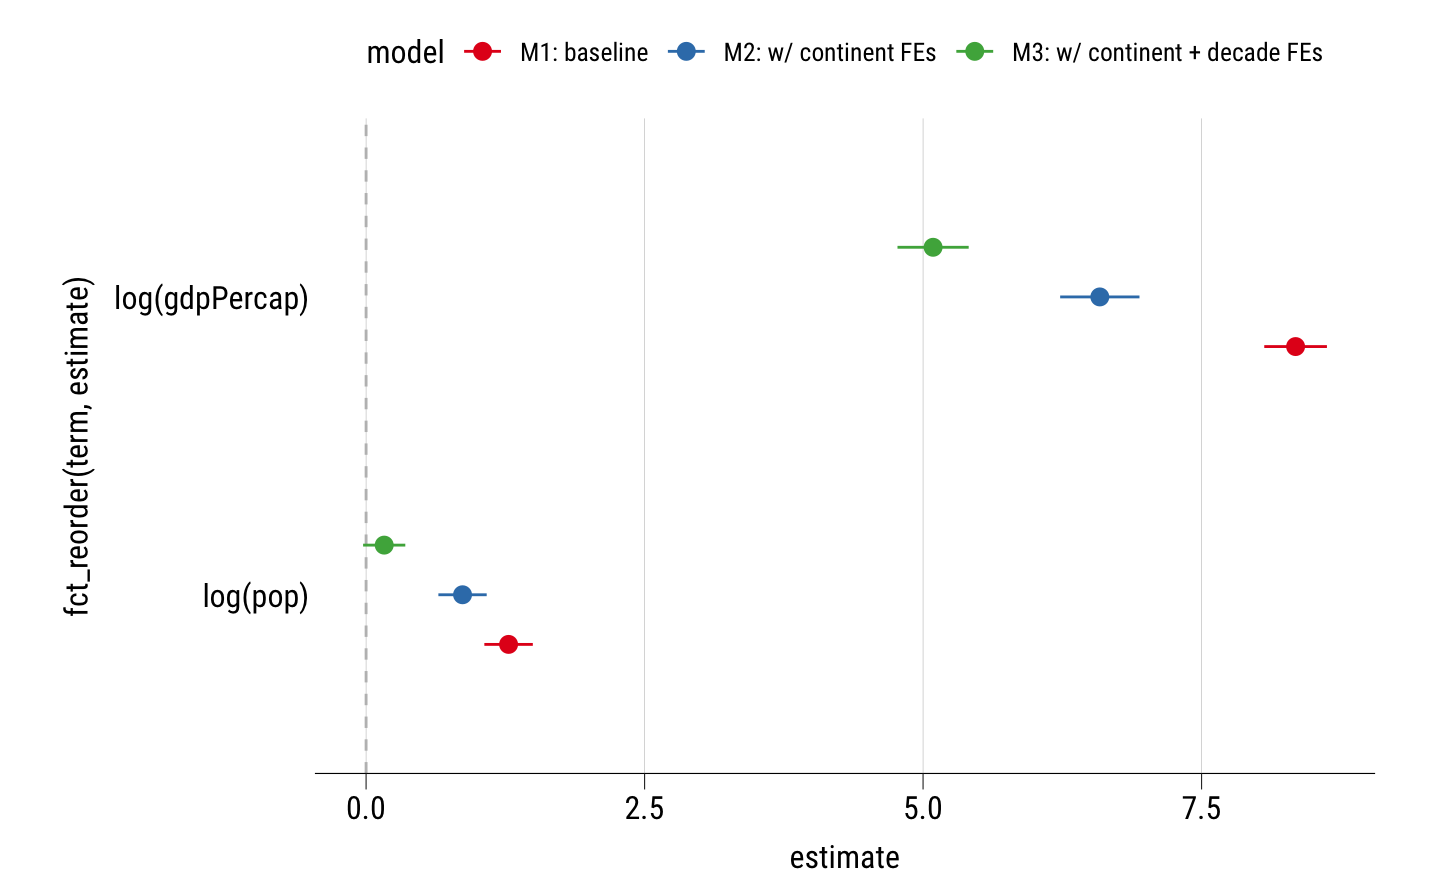 model M1: baseline M2: w/ continent FEs M3: w/ continent + decade FEs
fct_reorder(term, estimate)
log(gdpPercap)
log(pop)
0.0 2.5 5.0 7.5
estimate